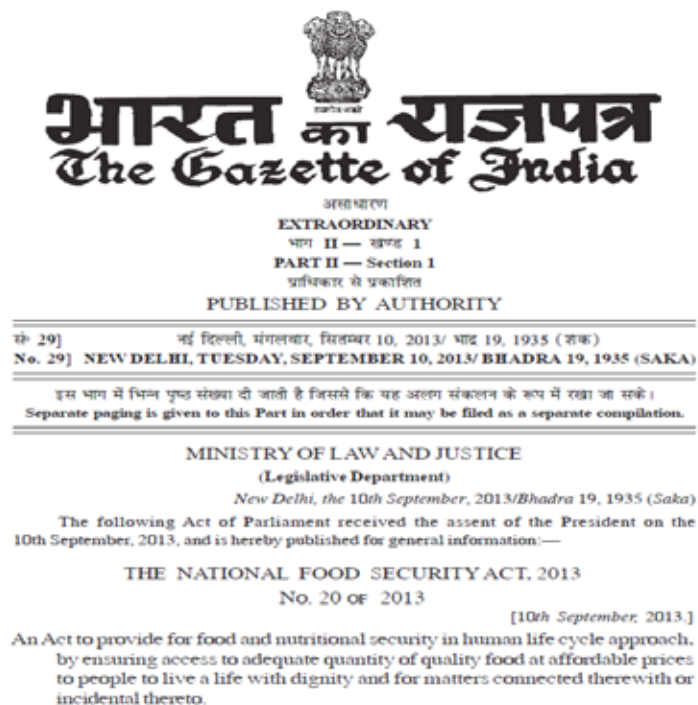 भारत का राजपत्र
The Gazette of India
असाधारण
EXTRAORDINARY
भाग II — खण्ड 1
PART II — Section 1
प्राधिकार से प्रकाशित
PUBLISHED BY AUTHORITY
सं॰ 29] नई दिल्ली, मंगलवार, सितम्बर 10, 2013/ भाद्र 19, 1935 (शक)
No. 29] NEW DELHI, TUESDAY, SEPTEMBER 10, 2013/ BHADRA 19, 1935 (SAKA)
इस भाग में भिन्न पृष्ठ संख्या दी जाती है जिससे कि यह अलग संकलन के रूप में रखा जा सके।
Separate paging is given to this Part in order that it may be filed as a separate compilation.
MINISTRY OF LAW AND JUSTICE
(Legislative Department)
New Delhi, the 10th September, 2013/Bhadra 19, 1935 (Saka)
The following Act of Parliament received the assent of the President on the
10th September, 2013, and is hereby published for general information:—
THE NATIONAL FOOD SECURITY ACT, 2013
No. 20 OF 2013
[10th September, 2013.]
An Act to provide for food and nutritional security in human life cycle approach,
by ensuring access to adequate quantity of quality food at affordable prices
to people to live a life with dignity and for matters connected therewith or
incidental thereto.